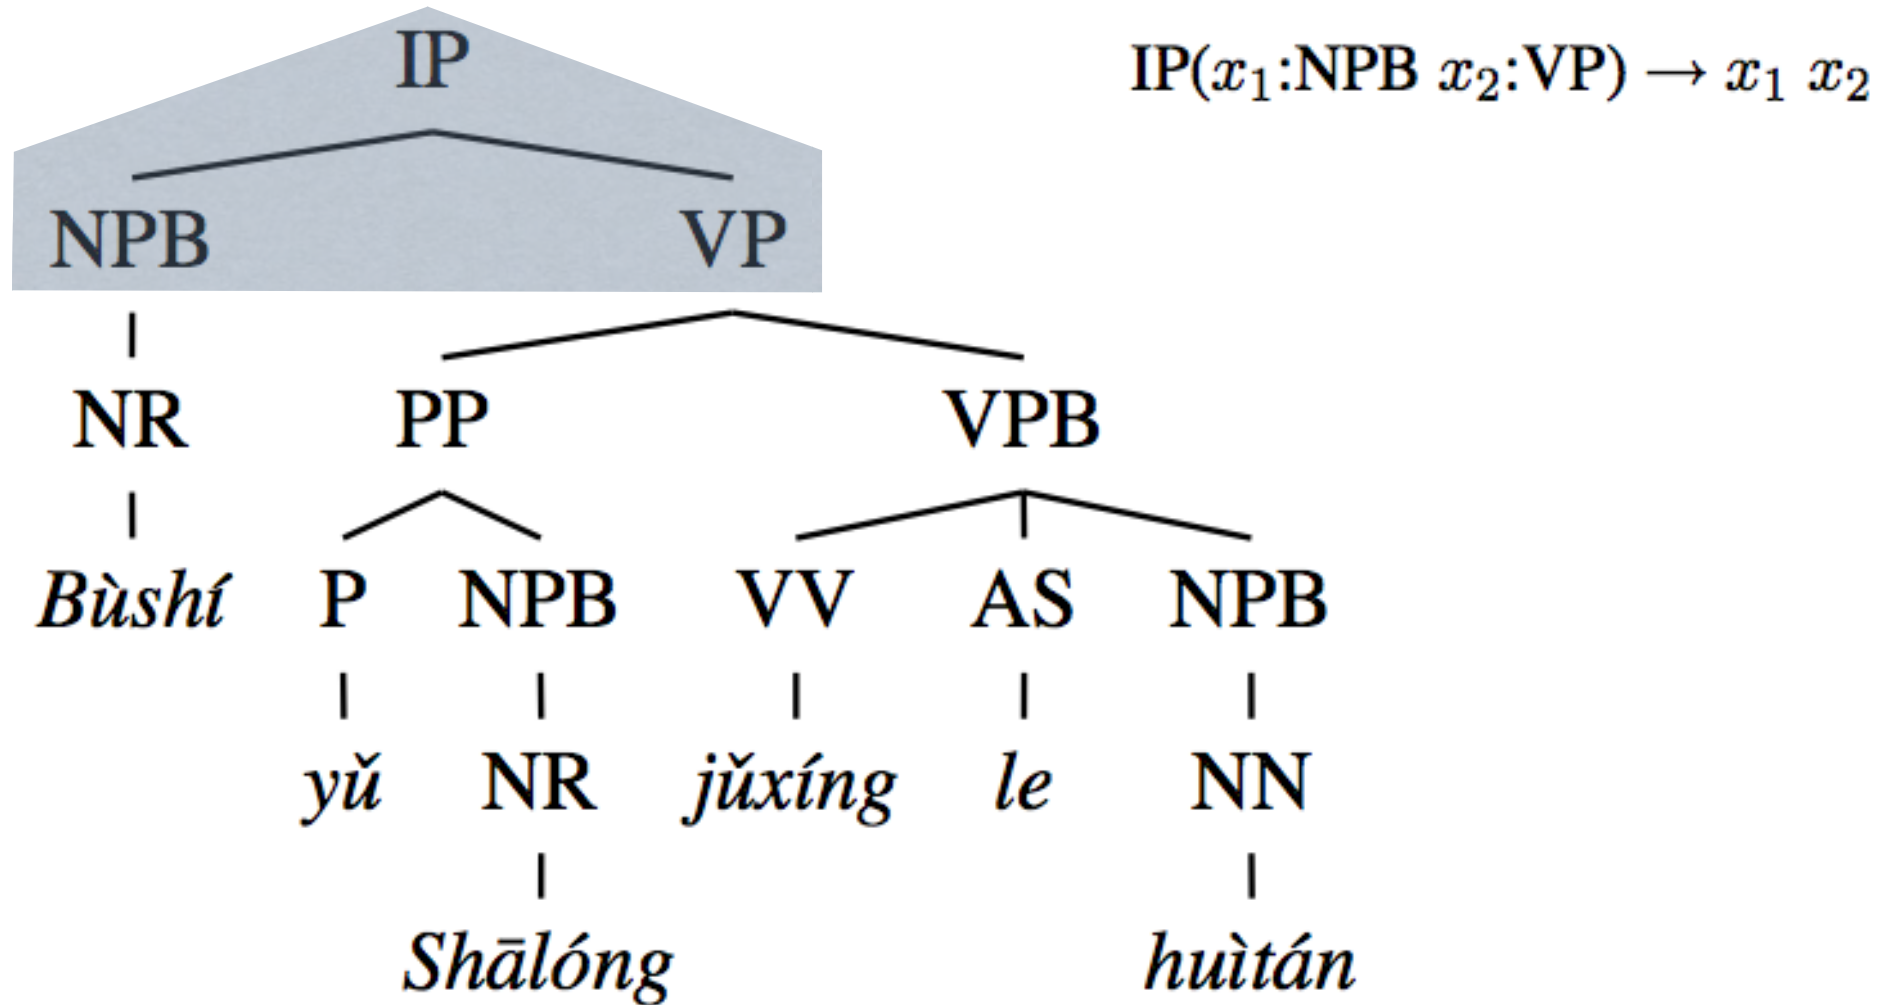 IP
IP(x₁:NPB x₂:VP) → x₁ x₂
NPB VP
NR PP VPB
Bùshí P NPB VV AS NPB
yǔ NR jǔxíng le NN
Shālóng huìtán